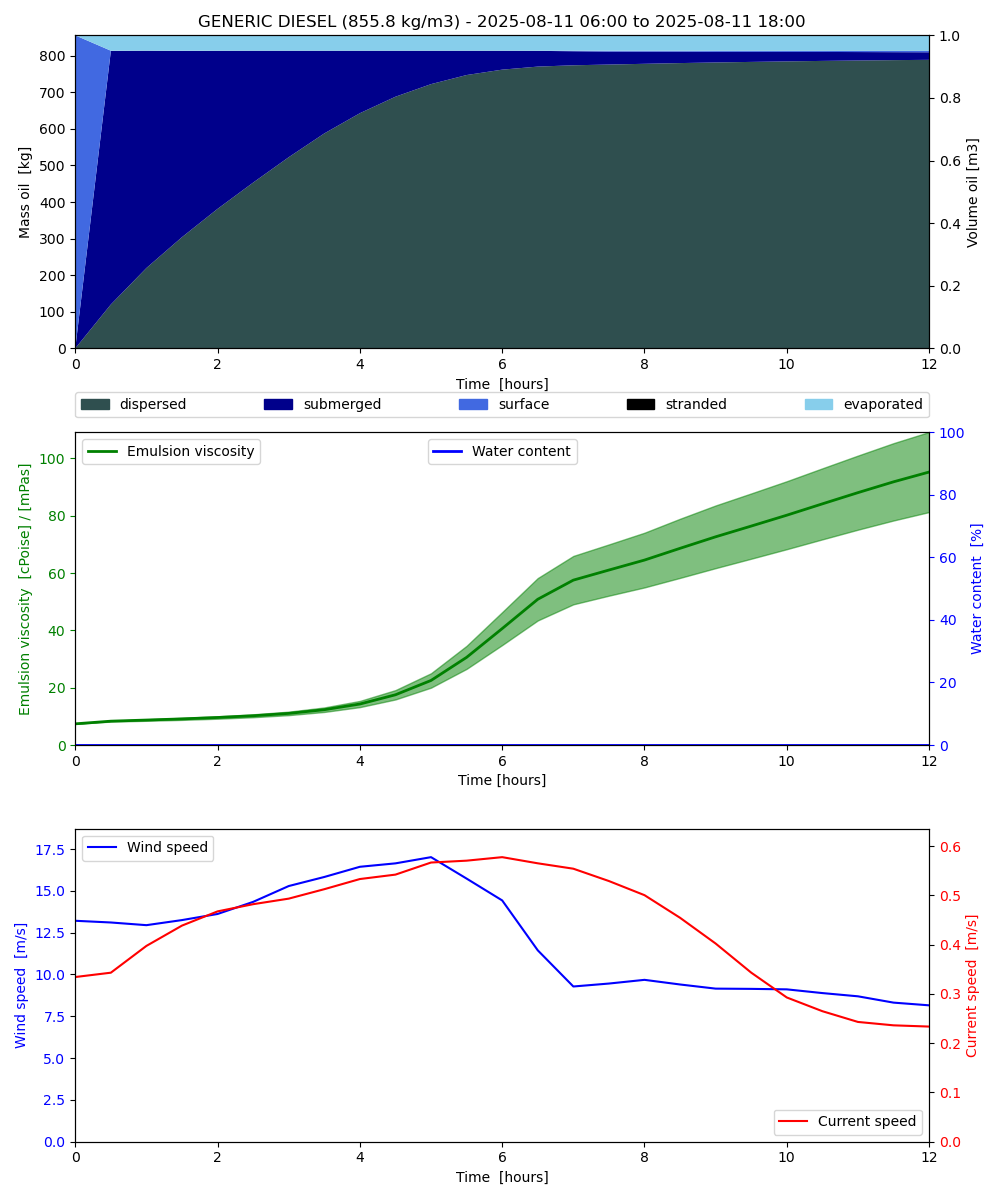 GENERIC DIESEL (855.8 kg/m3) - 2025-08-11 06:00 to 2025-08-11 18:00
Mass oil  [kg]
800
700
600
500
400
300
200
100
0
1.0
0.8
0.6
0.4
0.2
0.0
Volume oil [m3]
0 2 4 6 8 10 12
Time  [hours]
dispersed submerged surface stranded evaporated
Emulsion viscosity  [cPoise] / [mPas]
100
80
60
40
20
0
Emulsion viscosity
Water content
100
80
60
40
20
0
Water content  [%]
0 2 4 6 8 10 12
Time [hours]
Wind speed  [m/s]
17.5
15.0
12.5
10.0
7.5
5.0
2.5
0.0
Wind speed
0.6
0.5
0.4
0.3
0.2
0.1
0.0
Current speed  [m/s]
Current speed
0 2 4 6 8 10 12
Time  [hours]